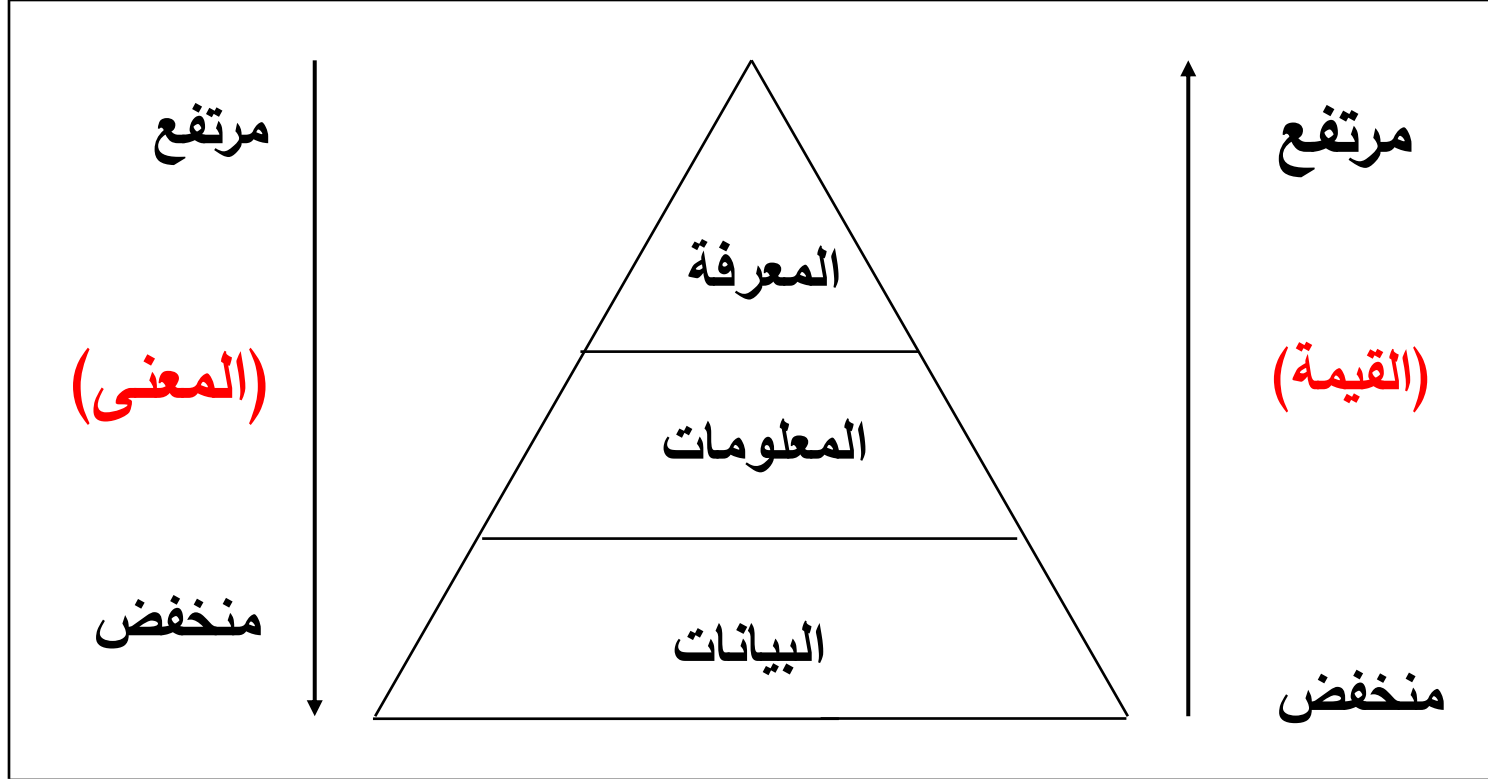 مرتفع
مرتفع
المعرفة
(القيمة)
(المعنى)
المعلومات
منخفض
البيانات
منخفض